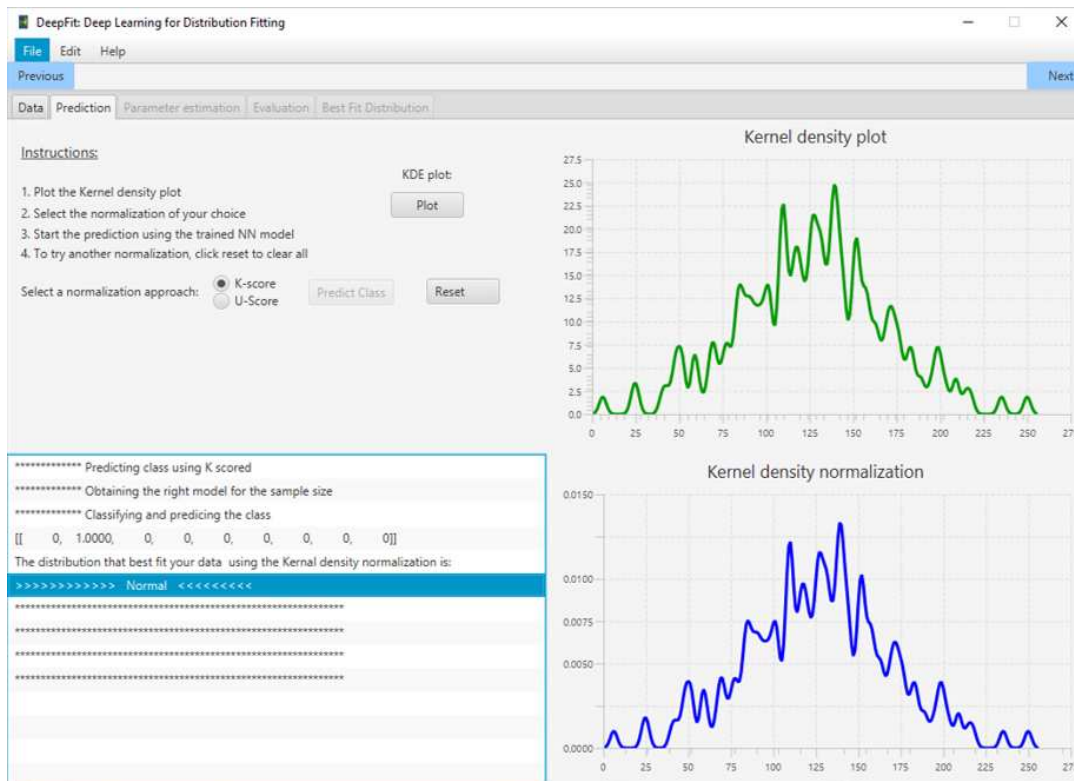 DeepFit: Deep Learning for Distribution Fitting
File Edit Help
Previous Next
Data Prediction Parameter estimation Evaluation Best Fit Distribution
Instructions:
1. Plot the Kernel density plot
2. Select the normalization of your choice
3. Start the prediction using the trained NN model
4. To try another normalization, click reset to clear all
KDE plot:
Plot
Select a normalization approach: K-score
U-Score
Predict Class Reset
************* Predicting class using K scored
************* Obtaining the right model for the sample size
************* Classifying and predicing the class
[[ 0, 1.0000, 0, 0, 0, 0, 0, 0, 0]]
The distribution that best fit your data using the Kernal density normalization is:
>>>>>>>>>>>> Normal <<<<<<<<<
****************************************************************
****************************************************************
****************************************************************
****************************************************************
Kernel density plot
27.5
25.0
22.5
20.0
17.5
15.0
12.5
10.0
7.5
5.0
2.5
0.0
0 25 50 75 100 125 150 175 200 225 250 275
Kernel density normalization
0.0150
0.0100
0.0075
0.0050
0.0000
0 25 50 75 100 125 150 175 200 225 250 275